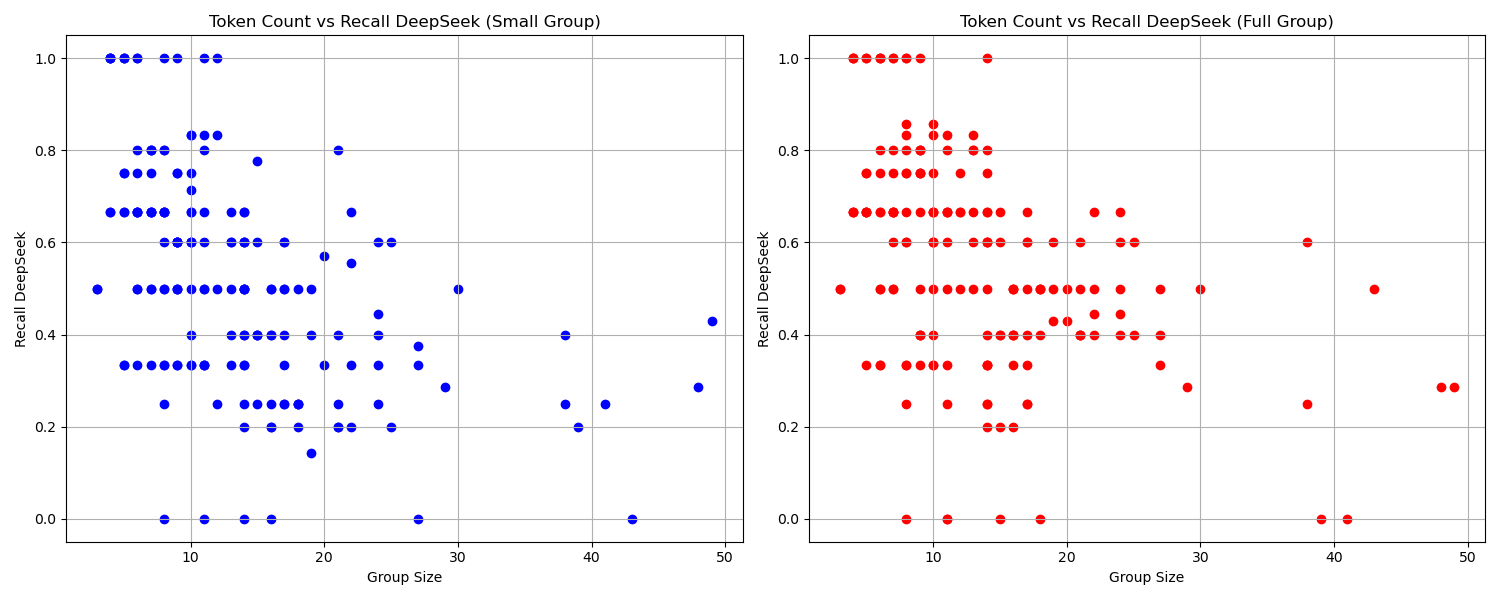 Token Count vs Recall DeepSeek (Small Group)
1.0
0.8
0.6
0.4
0.2
0.0
Recall DeepSeek
10 20 30 40 50
Group Size
Token Count vs Recall DeepSeek (Full Group)
1.0
0.8
0.6
0.4
0.2
0.0
Recall DeepSeek
10 20 30 40 50
Group Size